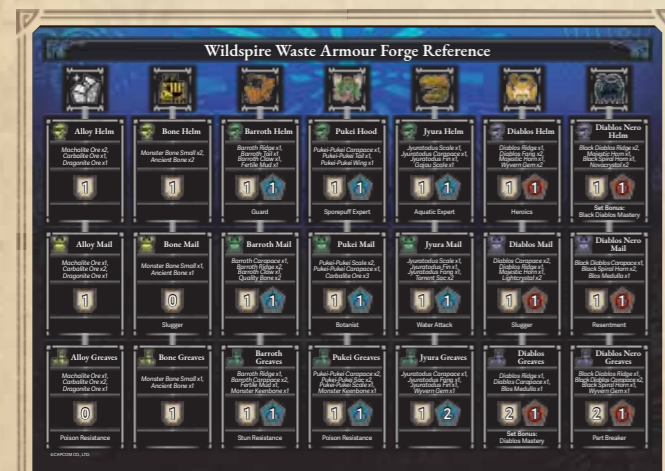 Wildspire Waste Armour Forge Reference
Alloy Helm
Machalite Ore x2,
Carbalite Ore x2,
Dragonite Ore x1
1
Bone Helm
Monster Bone Small x2,
Ancient Bone x2
1
Barroth Helm
Barroth Ridge x1,
Barroth Tail x1,
Barroth Claw x1,
Fertile Mud x1
1 1
Guard
Pukei Hood
Pukei-Pukei Carapace x1,
Pukei-Pukei Tail x1,
Pukei-Pukei Wing x1
1 1
Sporepuff Expert
Jyura Helm
Jyuratodus Scale x1,
Jyuratodus Carapace x1,
Jyuratodus Fin x1,
Gajau Scale x1
1 1
Aquatic Expert
Diablos Helm
Diablos Ridge x1,
Diablos Fang x2,
Majestic Horn x1,
Wyvern Gem x2
1 1
Heroics
Diablos Nero
Helm
Black Diablos Ridge x2,
Majestic Horn x1,
Black Spiral Horn x1,
Novacrystal x2
1 1
Set Bonus:
Black Diablos Mastery
Alloy Mail
Machalite Ore x1,
Carbalite Ore x2,
Dragonite Ore x1
1
Bone Mail
Monster Bone Small x1,
Ancient Bone x1
0
Slugger
Barroth Mail
Barroth Carapace x1,
Barroth Ridge x2,
Barroth Claw x1,
Quality Bone x2
1 1
Pukei Mail
Pukei-Pukei Scale x2,
Pukei-Pukei Carapace x1,
Carbalite Ore x3
1 1
Botanist
Jyura Mail
Jyuratodus Scale x1,
Jyuratodus Fin x1,
Jyuratodus Fang x1,
Torrent Sac x2
1 1
Water Attack
Diablos Mail
Diablos Carapace x2,
Diablos Ridge x1,
Majestic Horn x1,
Lightcrystal x2
1 1
Slugger
Diablos Nero
Mail
Black Diablos Carapace x1,
Black Spiral Horn x2,
Blos Medulla x1
1 1
Resentment
Alloy Greaves
Machalite Ore x1,
Carbalite Ore x2,
Dragonite Ore x1
0
Poison Resistance
Bone Greaves
Monster Bone Small x1,
Ancient Bone x1
1
Barroth
Greaves
Barroth Ridge x1,
Barroth Carapace x2,
Fertile Mud x1,
Monster Keenbone x1
1 1
Stun Resistance
Pukei Greaves
Pukei-Pukei Carapace x2,
Pukei-Pukei Sac x2,
Pukei-Pukei Scale x1,
Monster Keenbone x1
1 1
Poison Resistance
Jyura Greaves
Jyuratodus Carapace x1,
Jyuratodus Fang x1,
Jyuratodus Fin x1,
Wyvern Gem x1
1 2
Diablos
Greaves
Diablos Ridge x1,
Diablos Carapace x1,
Blos Medulla x1
2 1
Set Bonus:
Diablos Mastery
Diablos Nero
Greaves
Black Diablos Ridge x1,
Black Diablos Carapace x2,
Black Spiral Horn x1,
Wyvern Gem x1
2 1
Part Breaker
©CAPCOM CO., LTD.